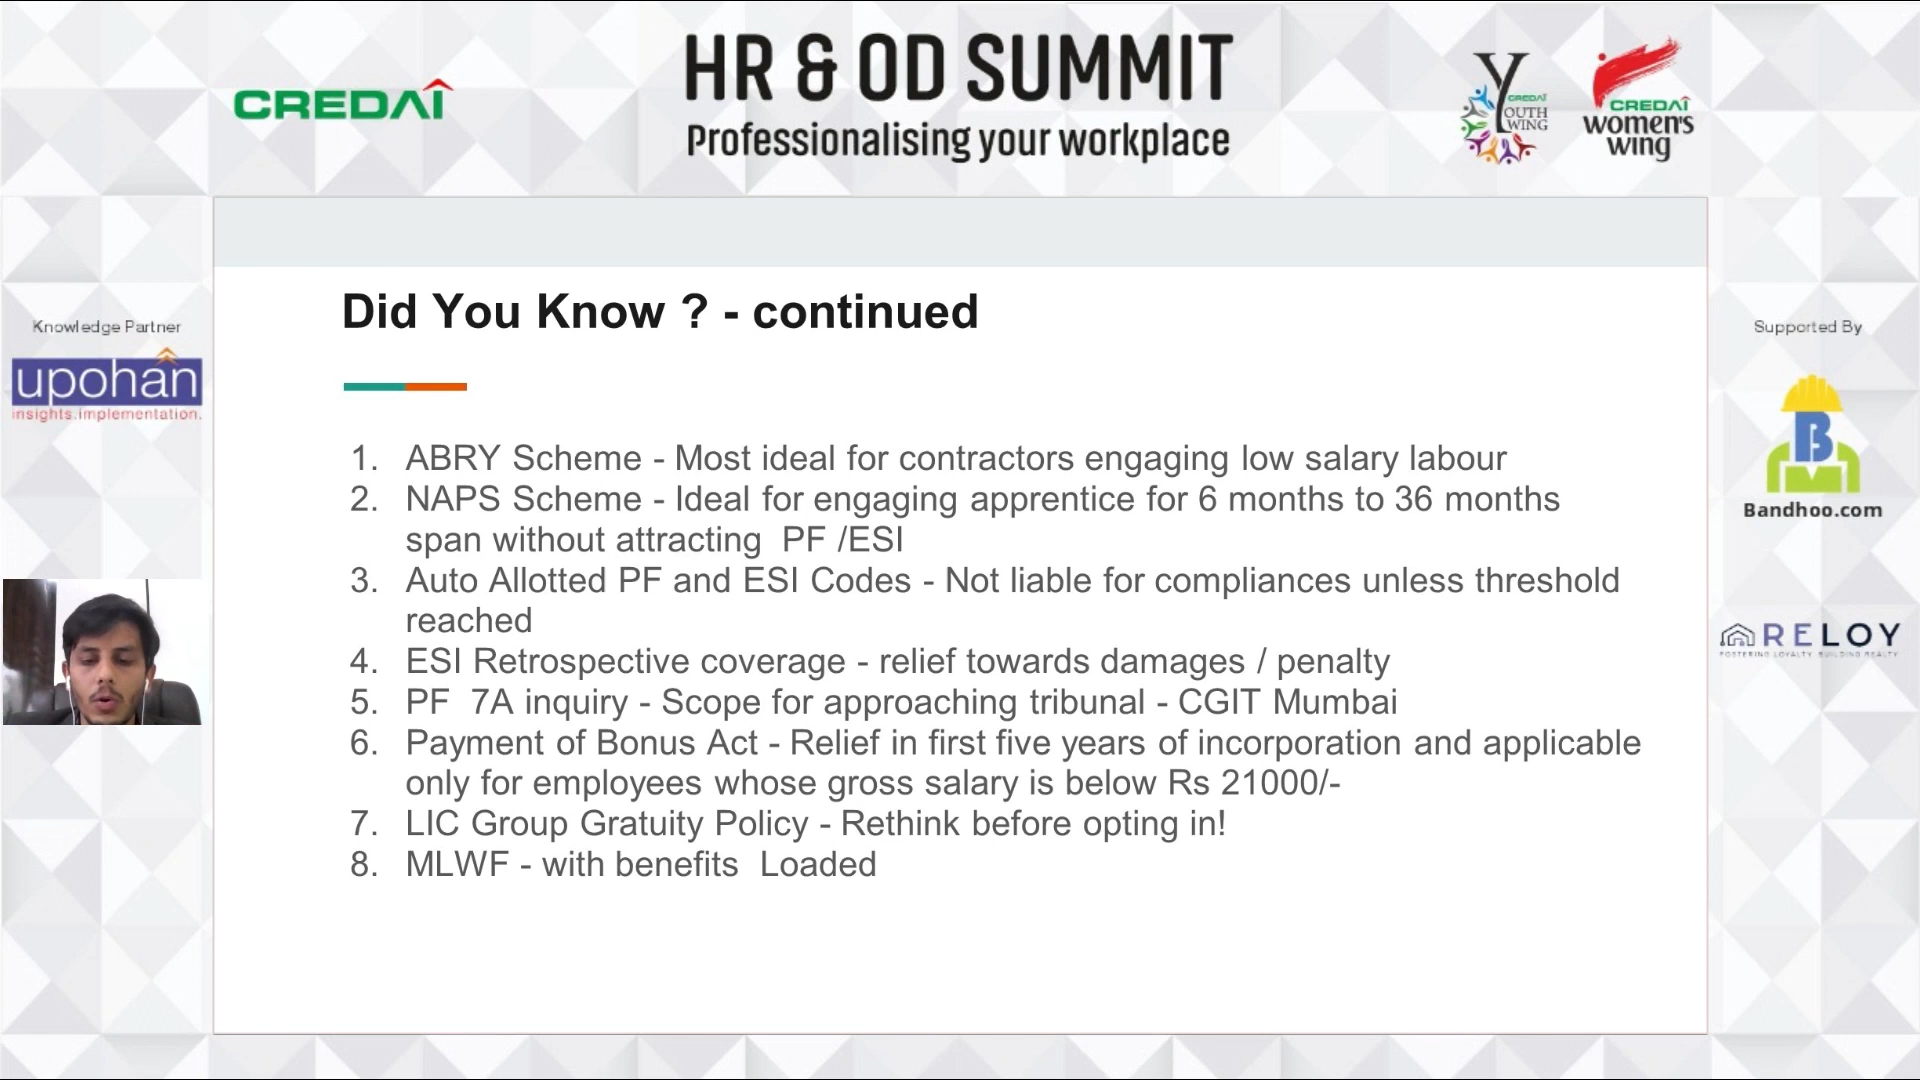 CREDAI
HR & OD SUMMIT
Professionalising your workplace
CREDAI
YOUTH
WING
CREDAI
women's
wing
Knowledge Partner
upohan
insights.implementation.
Did You Know ? - continued
1. ABRY Scheme - Most ideal for contractors engaging low salary labour
2. NAPS Scheme - Ideal for engaging apprentice for 6 months to 36 months
span without attracting PF /ESI
3. Auto Allotted PF and ESI Codes - Not liable for compliances unless threshold
reached
4. ESI Retrospective coverage - relief towards damages / penalty
5. PF 7A inquiry - Scope for approaching tribunal - CGIT Mumbai
6. Payment of Bonus Act - Relief in first five years of incorporation and applicable
only for employees whose gross salary is below Rs 21000/-
7. LIC Group Gratuity Policy - Rethink before opting in!
8. MLWF - with benefits Loaded
Supported By
B
Bandhoo.com
RELOY
FOSTERING LOYALTY. BUILDING REALTY